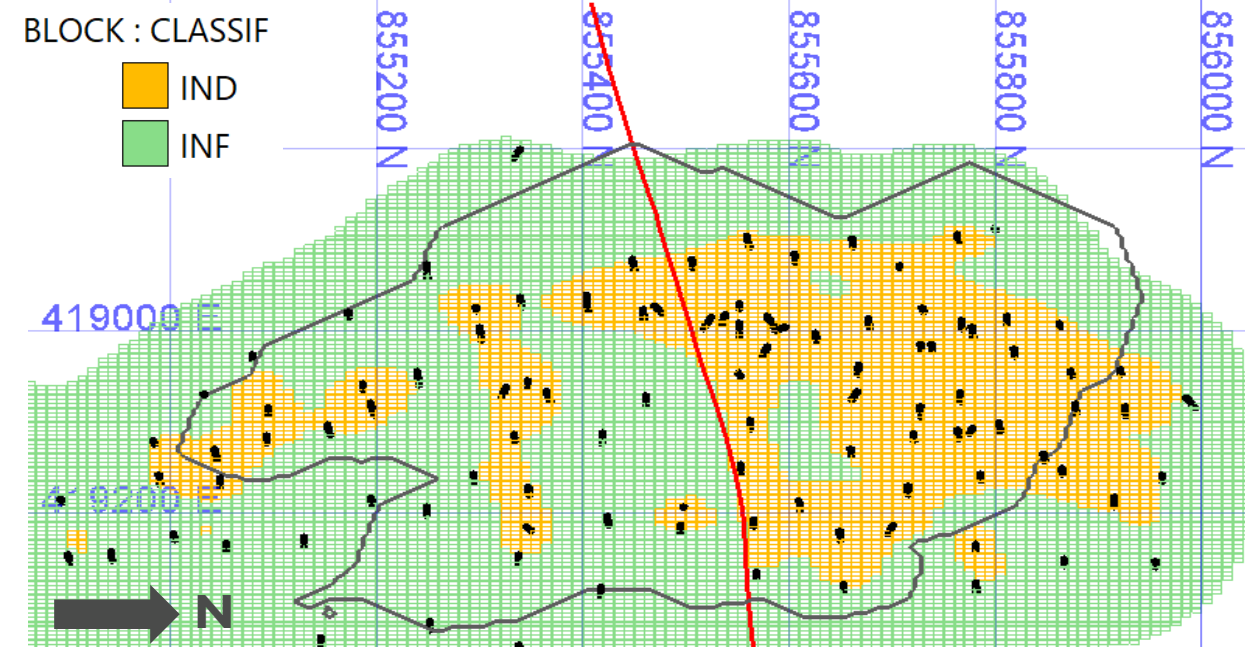 BLOCK : CLASSIF
IND
INF
855200 N
855400 N
855600 N
855800 N
856000 N
419000 E
419200 E
N